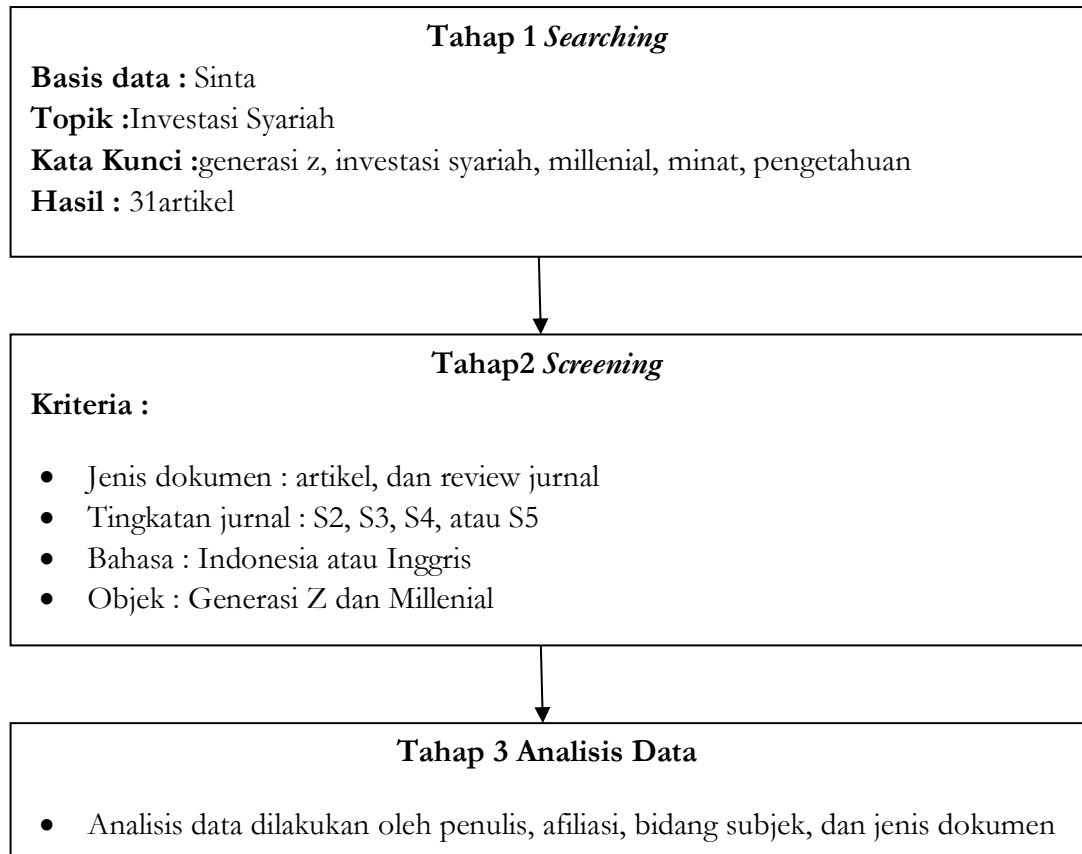 Tahap 1 Searching
Basis data : Sinta
Topik :Investasi Syariah
Kata Kunci :generasi z, investasi syariah, millenial, minat, pengetahuan
Hasil : 31artikel
Tahap2 Screening
Kriteria :
• Jenis dokumen : artikel, dan review jurnal
• Tingkatan jurnal : S2, S3, S4, atau S5
• Bahasa : Indonesia atau Inggris
• Objek : Generasi Z dan Millenial
Tahap 3 Analisis Data
• Analisis data dilakukan oleh penulis, afiliasi, bidang subjek, dan jenis dokumen